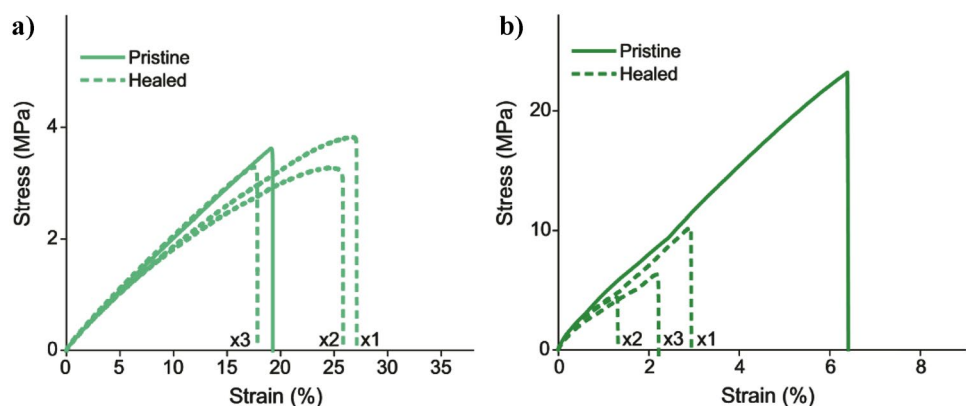 a)
Pristine
Healed
Stress (MPa)
4
2
0
x3
x2
x1
0
5
10
15
20
25
30
35
Strain (%)
b)
Pristine
Healed
Stress (MPa)
20
10
0
x2
x3
x1
0
2
4
6
8
Strain (%)